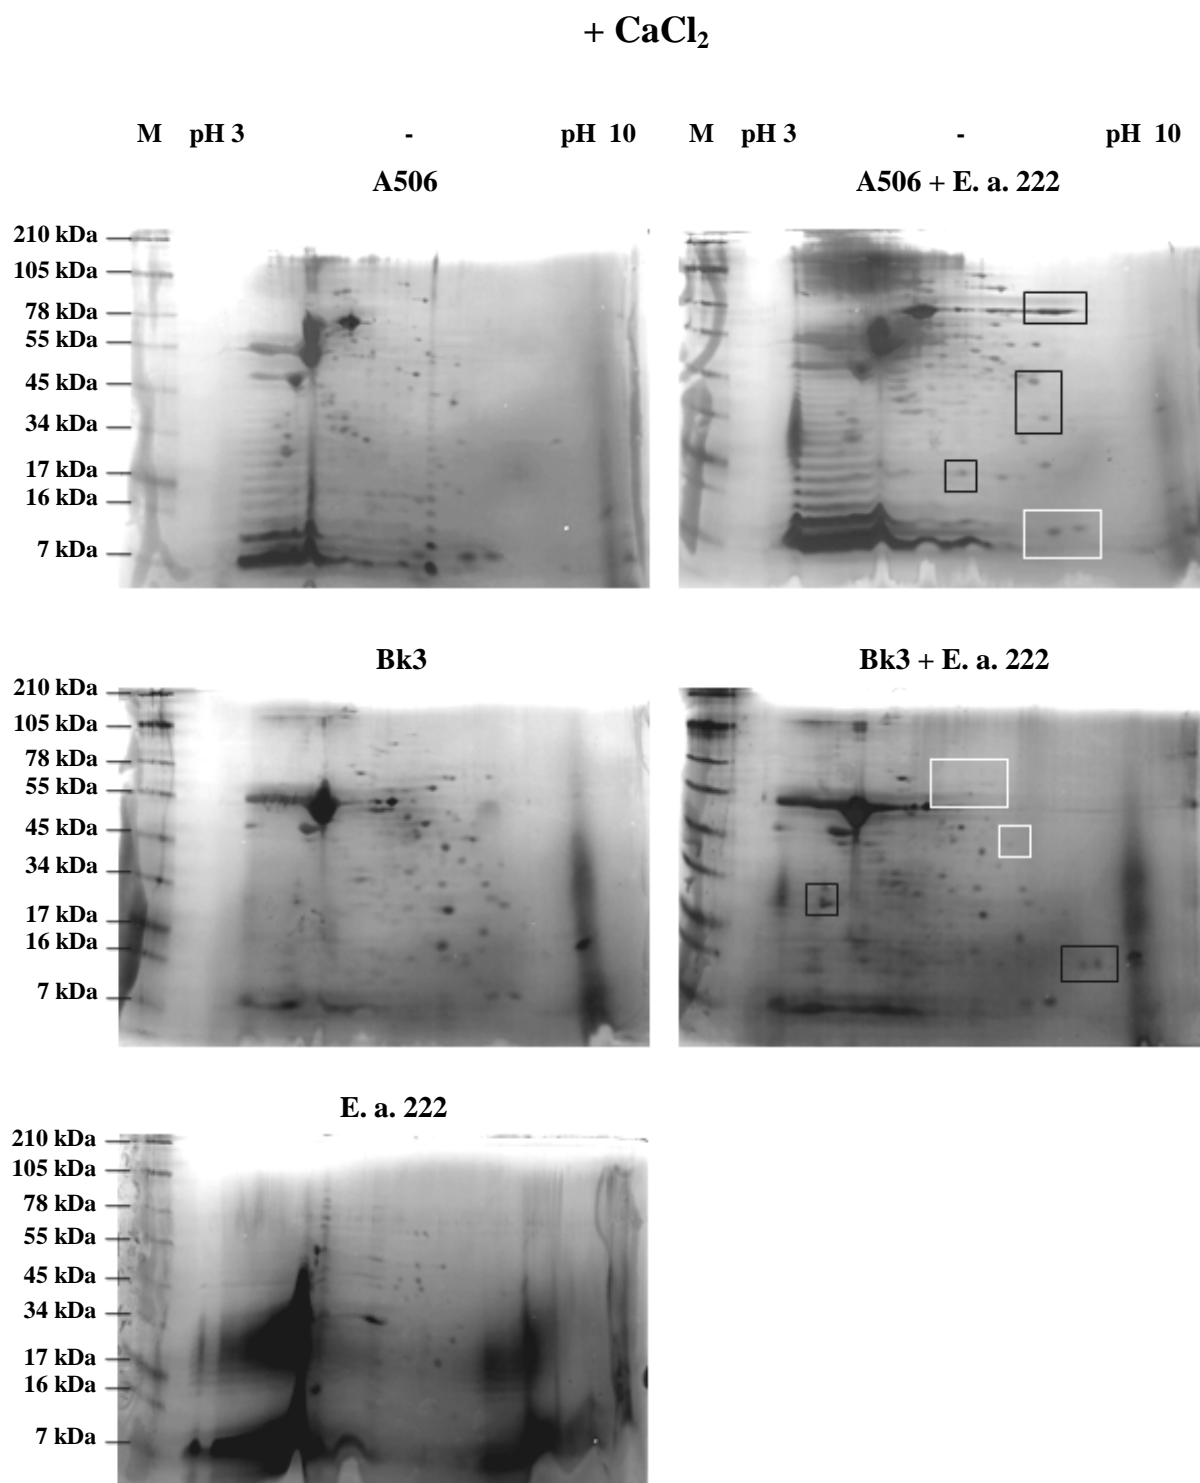 + CaCl₂
M pH 3 - pH 10 M pH 3 - pH 10
A506 A506 + E. a. 222
210 kDa
105 kDa
78 kDa
55 kDa
45 kDa
34 kDa
17 kDa
16 kDa
7 kDa
Bk3 Bk3 + E. a. 222
210 kDa
105 kDa
78 kDa
55 kDa
45 kDa
34 kDa
17 kDa
16 kDa
7 kDa
E. a. 222
210 kDa
105 kDa
78 kDa
55 kDa
45 kDa
34 kDa
17 kDa
16 kDa
7 kDa